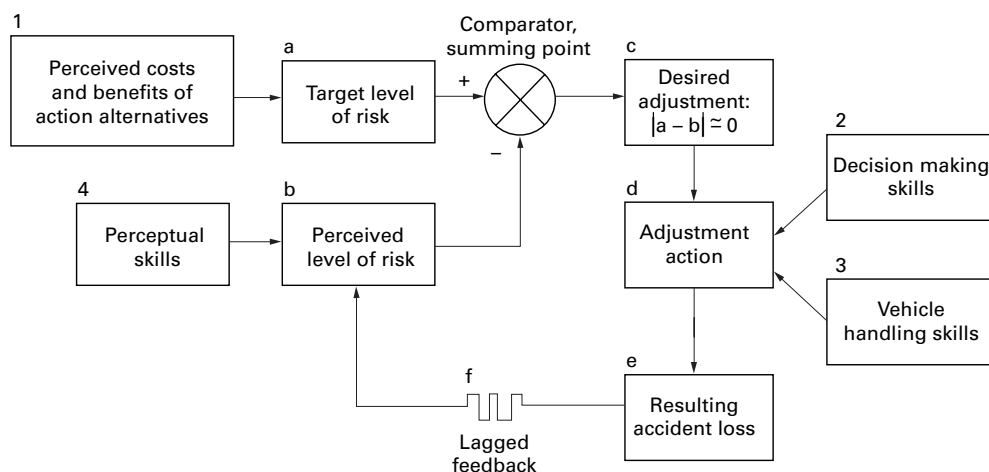 1
Perceived costs
and benefits of
action alternatives
a
Target level
of risk
+
Comparator,
summing point
−
c
Desired
adjustment:
|a – b| ≃ 0
2
Decision making
skills
4
Perceptual
skills
b
Perceived
level of risk
d
Adjustment
action
3
Vehicle
handling skills
f
Lagged
feedback
e
Resulting
accident loss